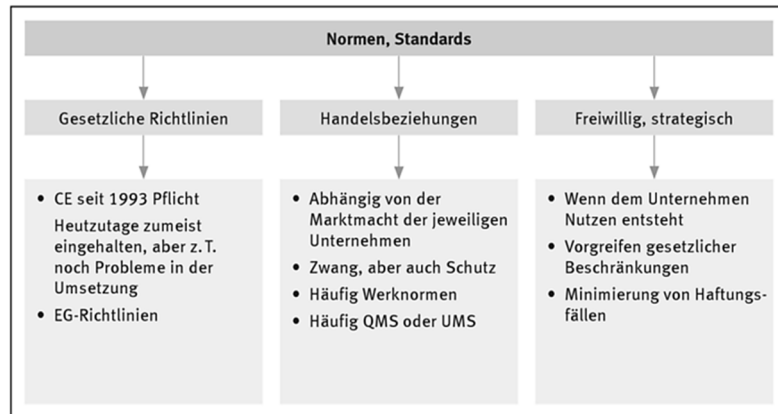 Normen, Standards
Gesetzliche Richtlinien
Handelsbeziehungen
Freiwillig, strategisch
• CE seit 1993 Pflicht
Heutzutage zumeist
eingehalten, aber z. T.
noch Probleme in der
Umsetzung
• EG-Richtlinien
• Abhängig von der
Marktmacht der jeweiligen
Unternehmen
• Zwang, aber auch Schutz
• Häufig Werknormen
• Häufig QMS oder UMS
• Wenn dem Unternehmen
Nutzen entsteht
• Vorgreifen gesetzlicher
Beschränkungen
• Minimierung von Haftungs-
fällen